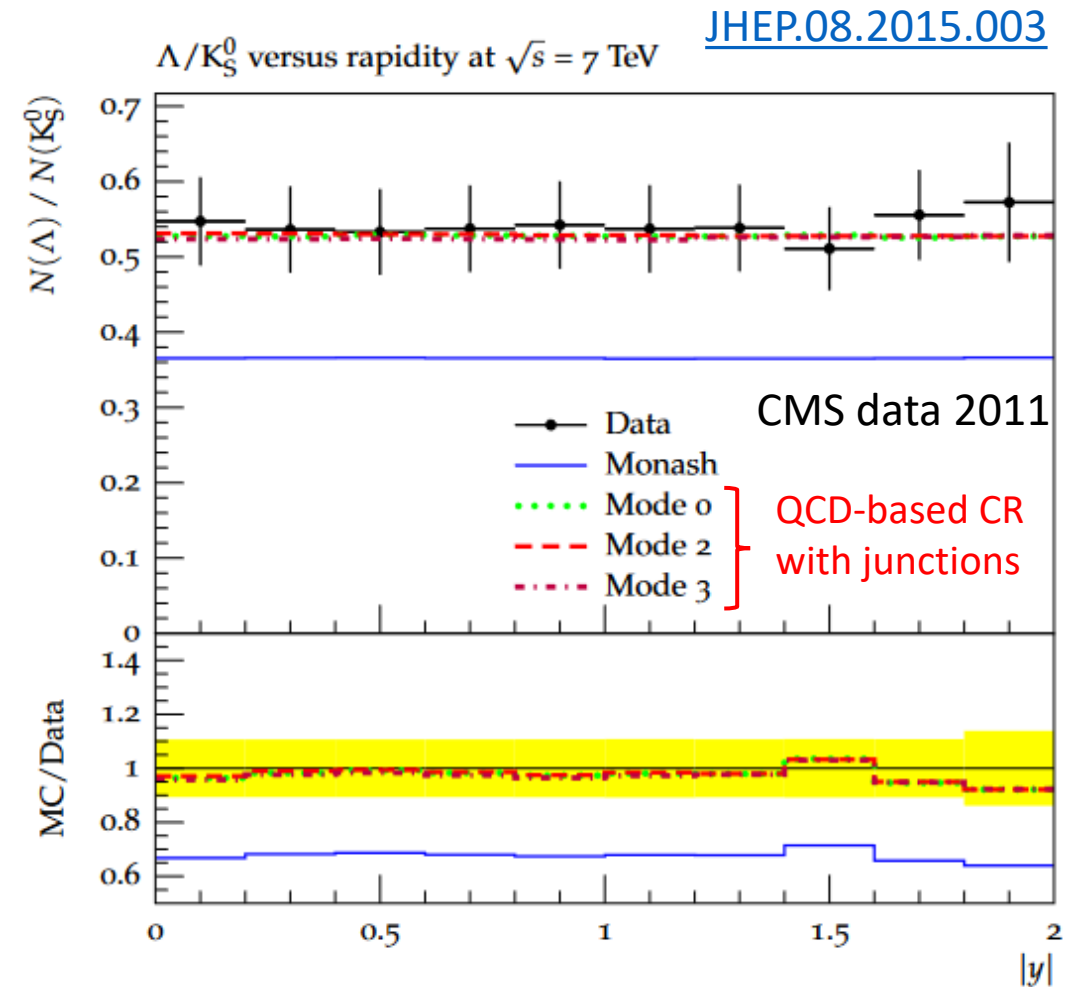 JHEP.08.2015.003
Λ/K⁰_S versus rapidity at √s = 7 TeV
N(Λ) / N(K⁰_S)
0.7
0.6
0.5
0.4
0.3
0.2
0.1
0
CMS data 2011
Data
Monash
Mode 0
Mode 2
Mode 3
QCD-based CR
with junctions
MC/Data
1.4
1.2
1
0.8
0.6
0
0.5
1
1.5
2
|y|